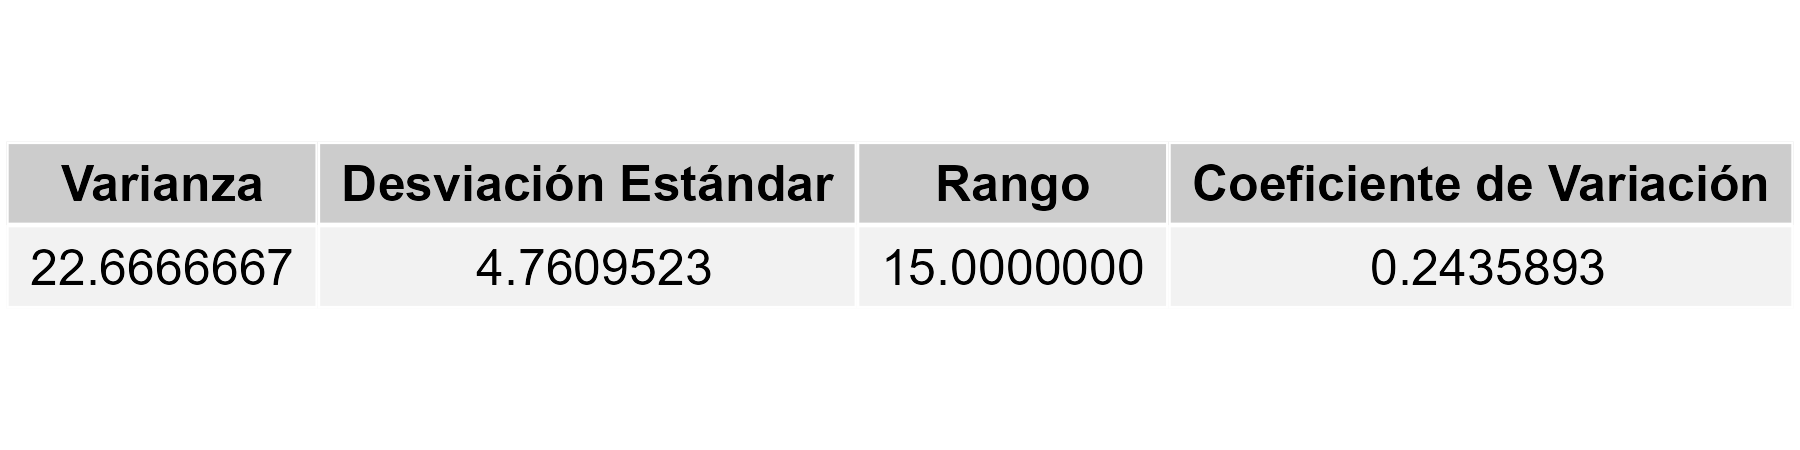 Varianza Desviación Estándar Rango Coeficiente de Variación
22.6666667 4.7609523 15.0000000 0.2435893